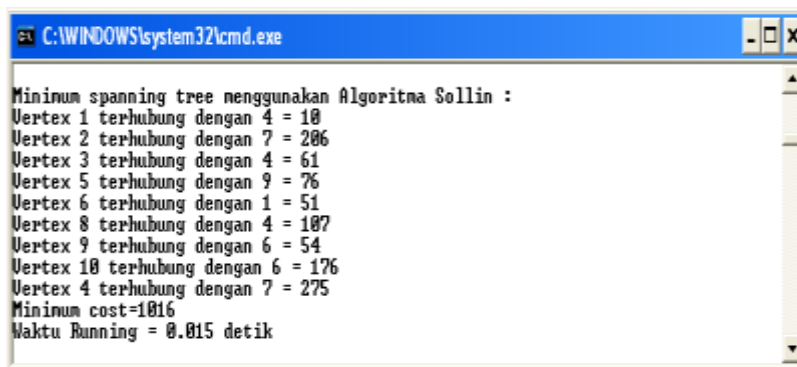 C:\WINDOWS\system32\cmd.exe
Minimum spanning tree menggunakan Algoritma Sollin :
Vertex 1 terhubung dengan 4 = 10
Vertex 2 terhubung dengan 7 = 206
Vertex 3 terhubung dengan 4 = 61
Vertex 5 terhubung dengan 9 = 76
Vertex 6 terhubung dengan 1 = 51
Vertex 8 terhubung dengan 4 = 107
Vertex 9 terhubung dengan 6 = 54
Vertex 10 terhubung dengan 6 = 176
Vertex 4 terhubung dengan 7 = 275
Minimum cost=1016
Waktu Running = 0.015 detik